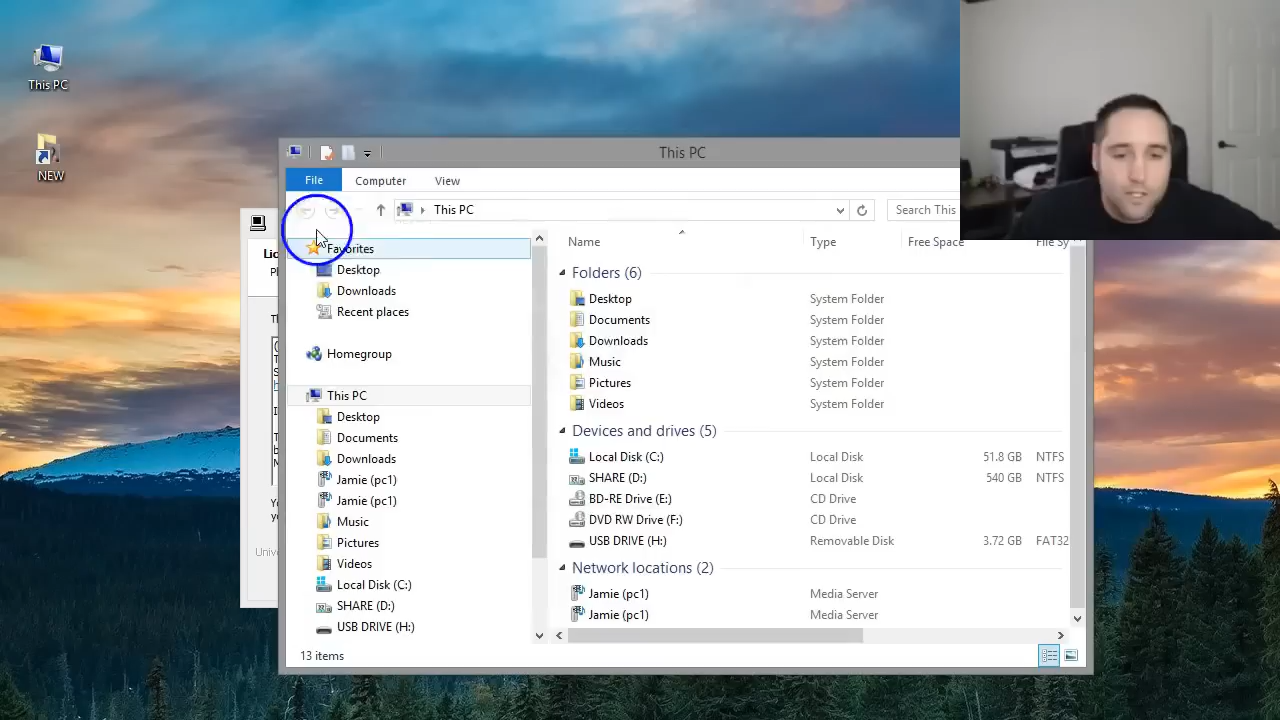 This PC
NEW
This PC
File Computer View
This PC
Search This
Favorites
Desktop
Downloads
Recent places
Homegroup
This PC
Desktop
Documents
Downloads
Jamie (pc1)
Jamie (pc1)
Music
Pictures
Videos
Local Disk (C:)
SHARE (D:)
USB DRIVE (H:)
Name Type Free Space File Sy
Folders (6)
Desktop System Folder
Documents System Folder
Downloads System Folder
Music System Folder
Pictures System Folder
Videos System Folder
Devices and drives (5)
Local Disk (C:) Local Disk 51.8 GB NTFS
SHARE (D:) Local Disk 540 GB NTFS
BD-RE Drive (E:) CD Drive
DVD RW Drive (F:) CD Drive
USB DRIVE (H:) Removable Disk 3.72 GB FAT32
Network locations (2)
Jamie (pc1) Media Server
Jamie (pc1) Media Server
13 items